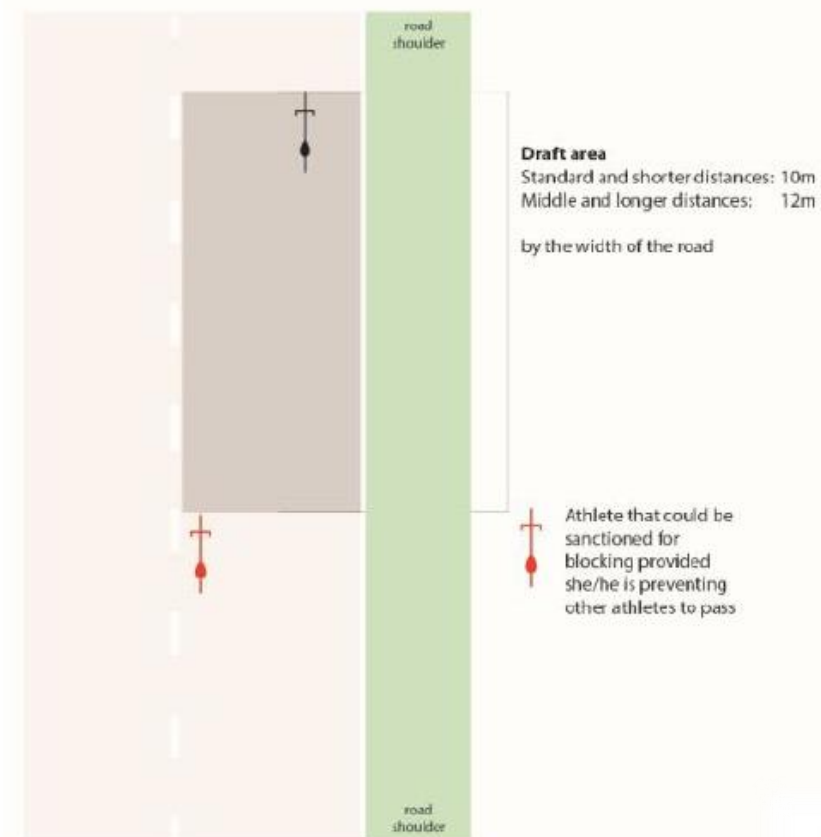 road
shoulder
Draft area
Standard and shorter distances: 10m
Middle and longer distances: 12m
by the width of the road
Athlete that could be
sanctioned for
blocking provided
she/he is preventing
other athletes to pass
road
shoulder